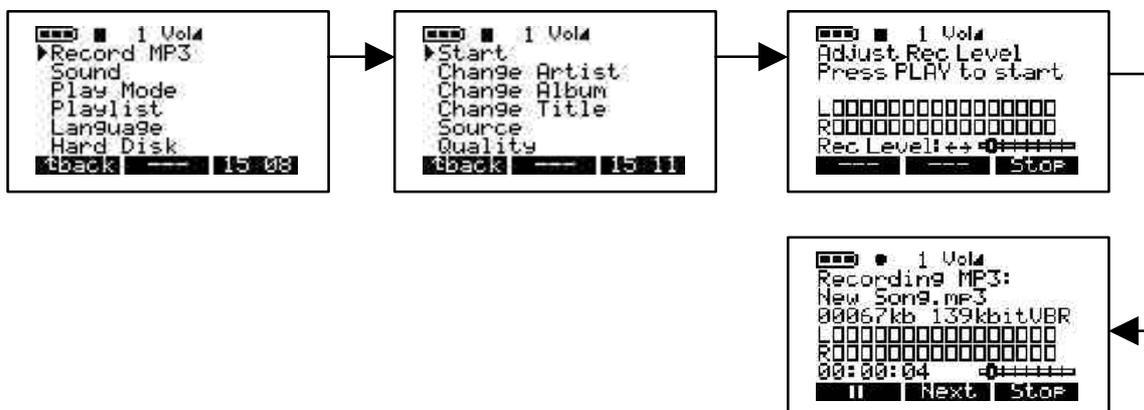 1 Vol
Record MP3
Sound
Play Mode
Playlist
Language
Hard Disk
back --- 15 08
1 Vol
Start
Change Artist
Change Album
Change Title
Source
Quality
back --- 15 11
1 Vol
Adjust Rec Level
Press PLAY to start
L
R
Rec Level:↔
--- --- Stop
1 Vol
Recording MP3:
New Song.mp3
00067kb 139kbitVBR
L
R
00:00:04
Next Stop